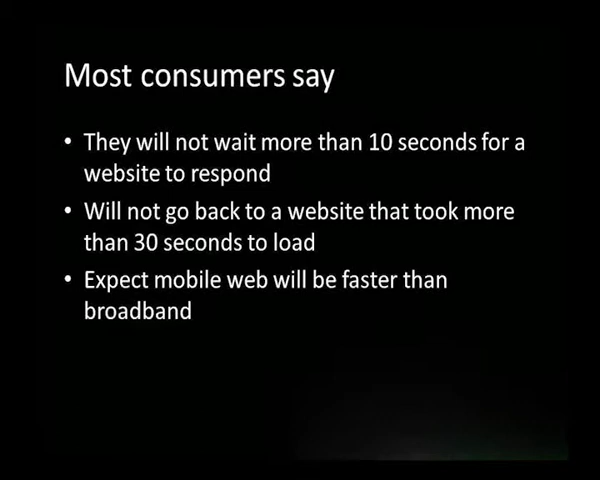 Most consumers say
• They will not wait more than 10 seconds for a
website to respond
• Will not go back to a website that took more
than 30 seconds to load
• Expect mobile web will be faster than
broadband